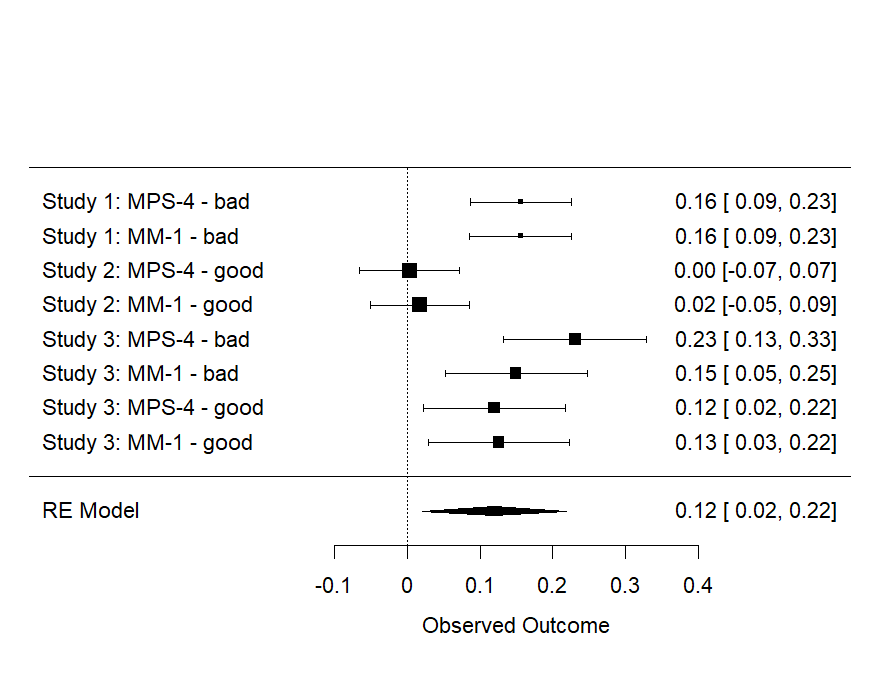 Study 1: MPS-4 - bad 0.16 [ 0.09, 0.23]
Study 1: MM-1 - bad 0.16 [ 0.09, 0.23]
Study 2: MPS-4 - good 0.00 [-0.07, 0.07]
Study 2: MM-1 - good 0.02 [-0.05, 0.09]
Study 3: MPS-4 - bad 0.23 [ 0.13, 0.33]
Study 3: MM-1 - bad 0.15 [ 0.05, 0.25]
Study 3: MPS-4 - good 0.12 [ 0.02, 0.22]
Study 3: MM-1 - good 0.13 [ 0.03, 0.22]
RE Model 0.12 [ 0.02, 0.22]
-0.1 0 0.1 0.2 0.3 0.4
Observed Outcome